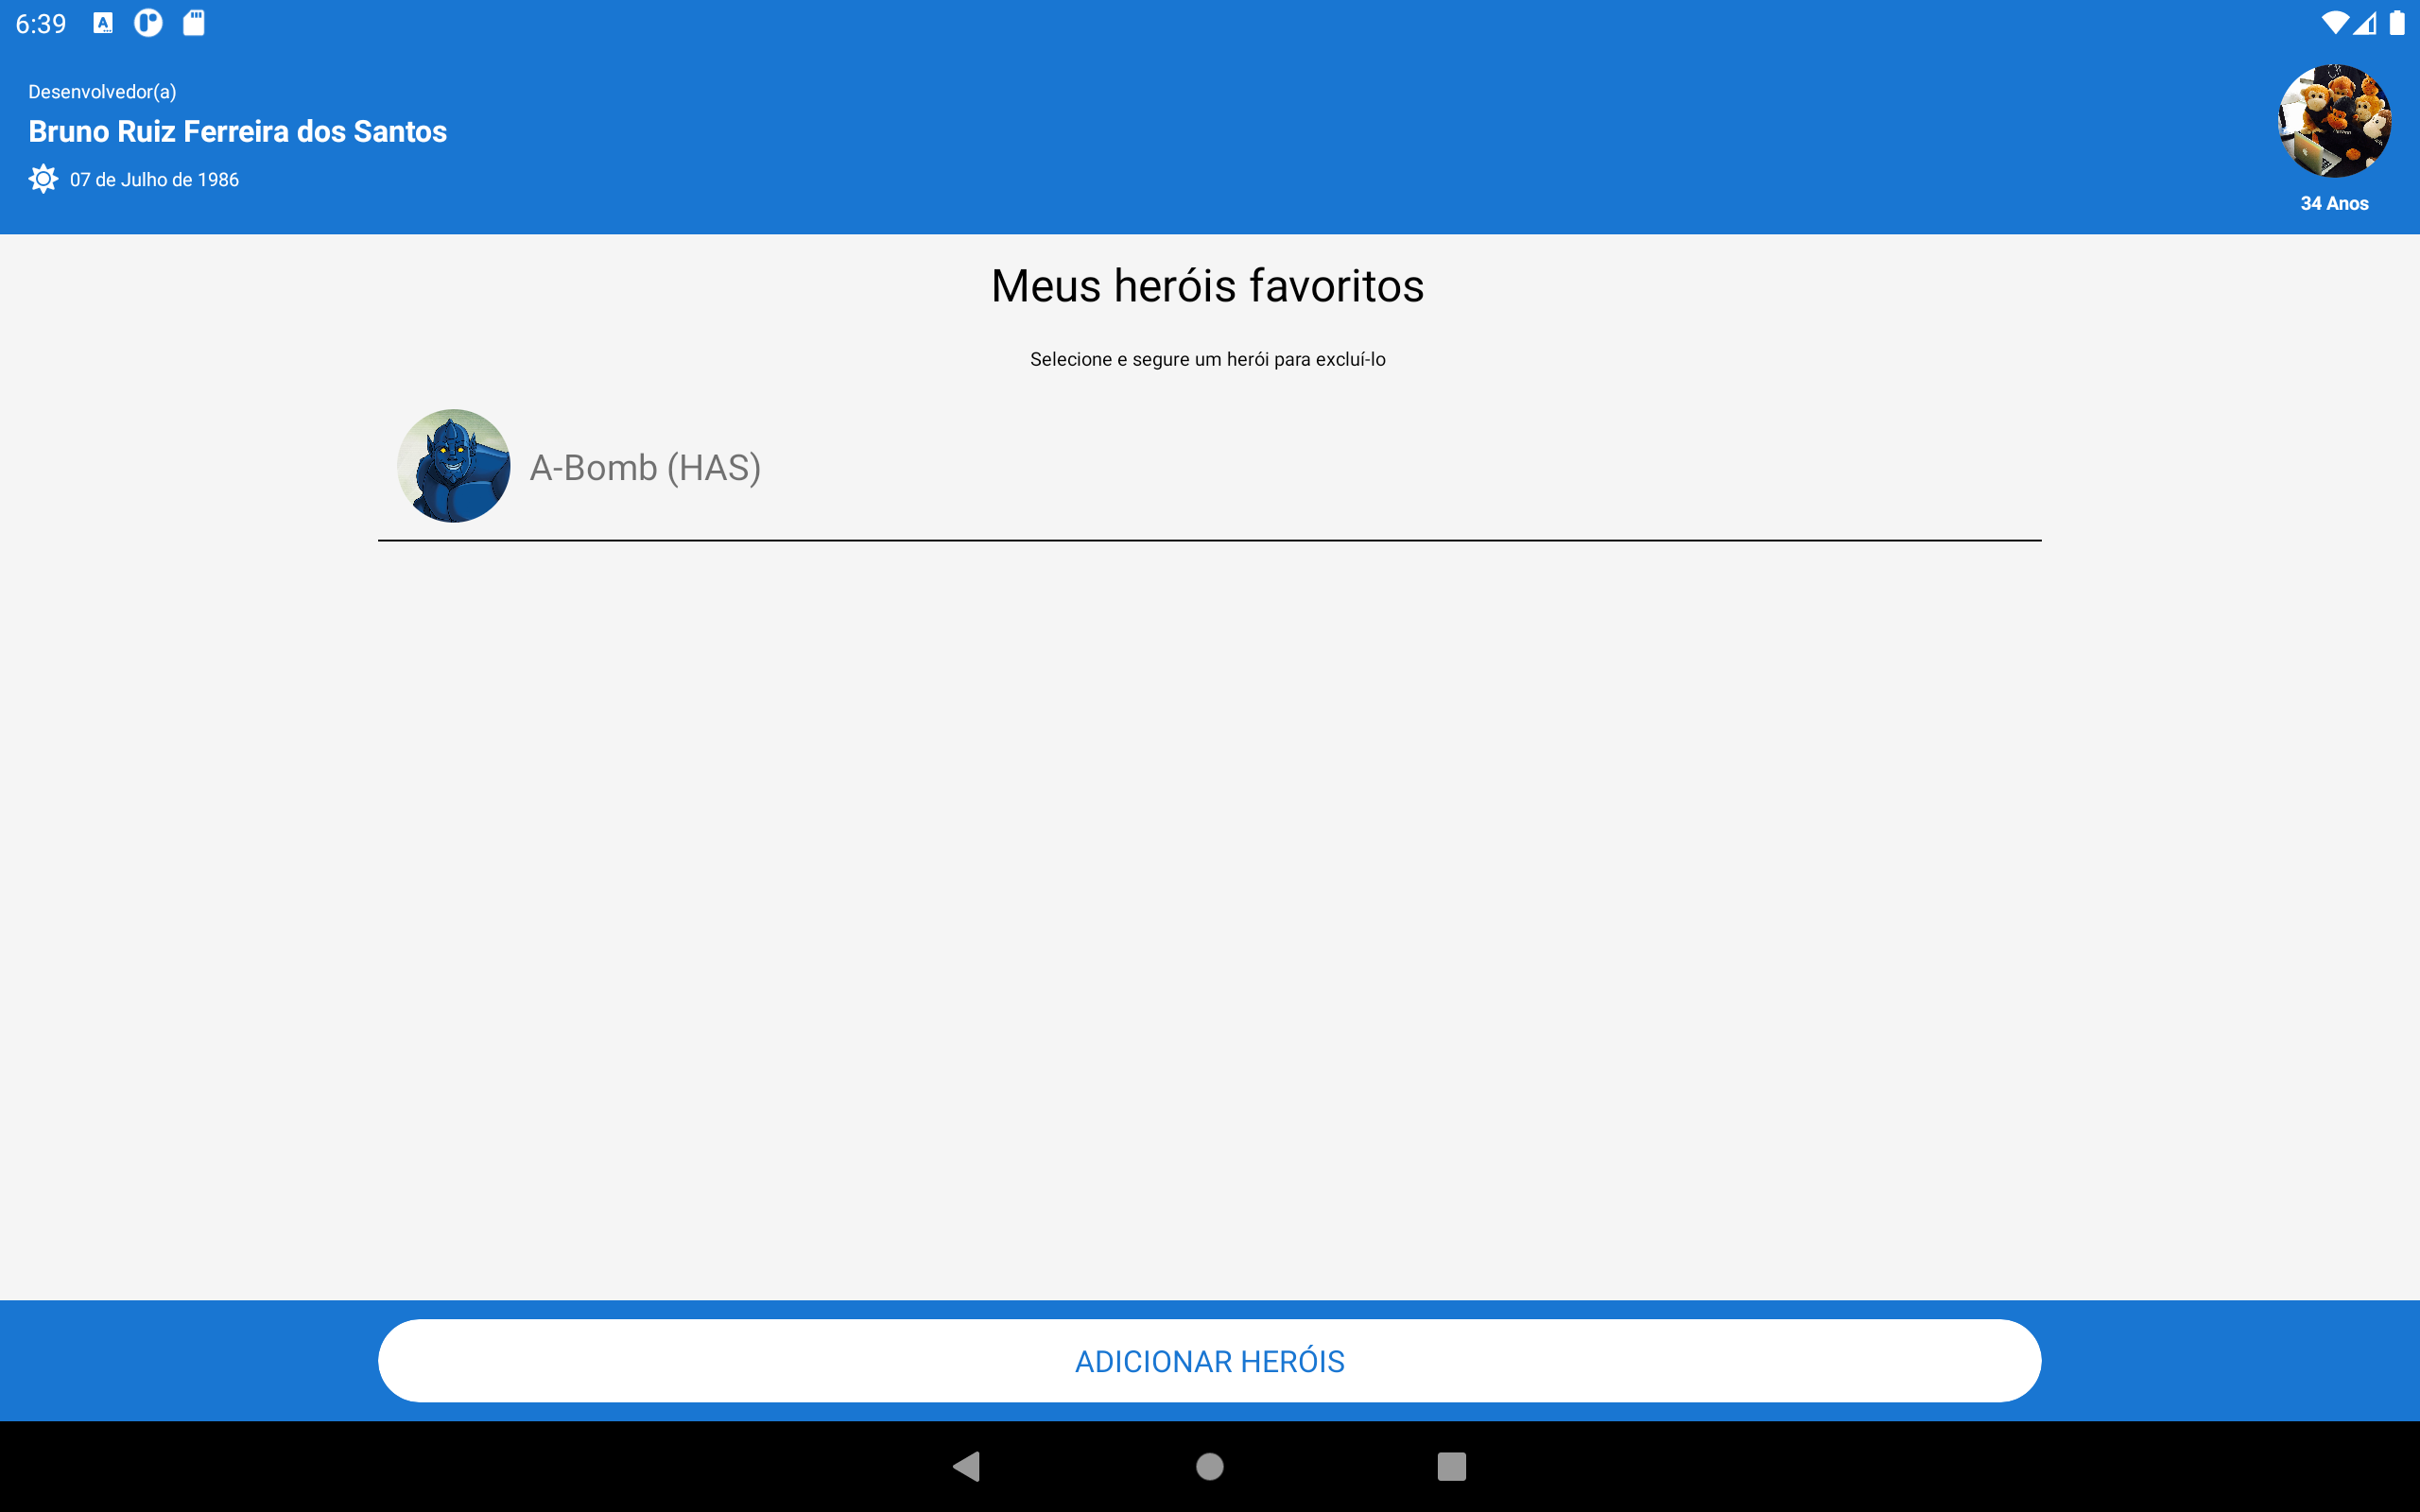 6:39
Desenvolvedor(a)
Bruno Ruiz Ferreira dos Santos
07 de Julho de 1986
34 Anos
Meus heróis favoritos
Selecione e segure um herói para excluí-lo
A-Bomb (HAS)
ADICIONAR HERÓIS